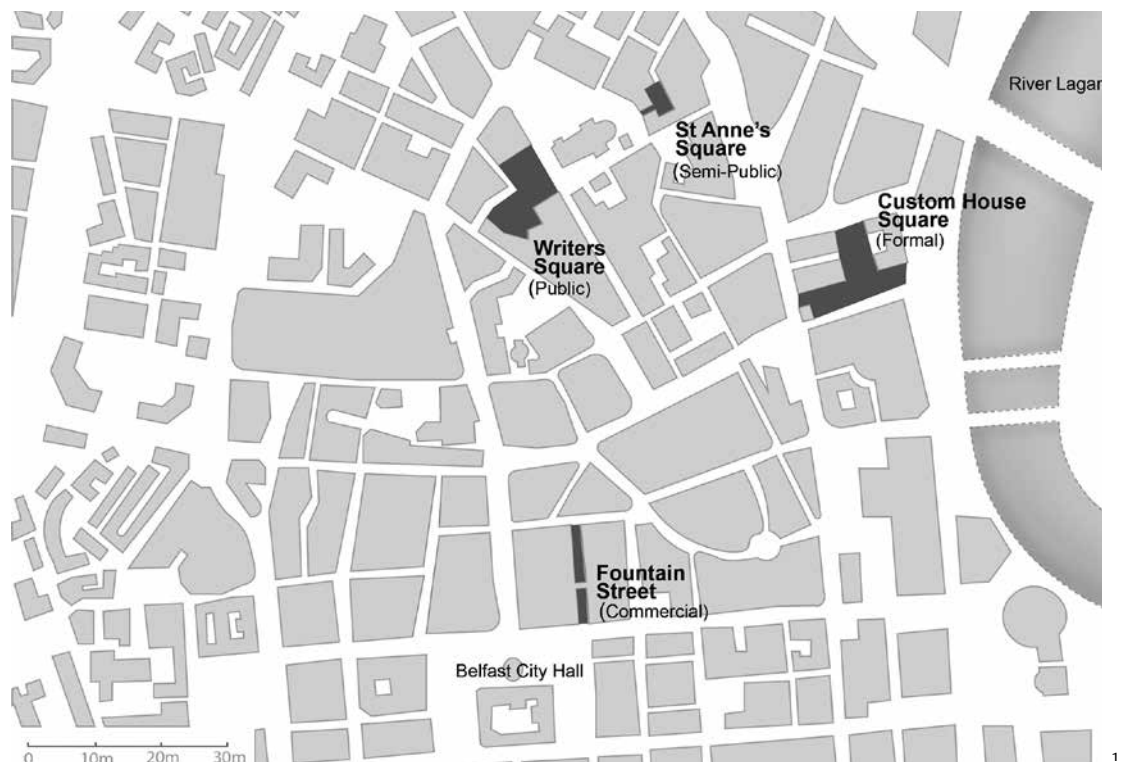 River Lagar
St Anne's
Square
(Semi-Public)
Custom House
Square
(Formal)
Writers
Square
(Public)
Fountain
Street
(Commercial)
Belfast City Hall
0 10m 20m 30m
1